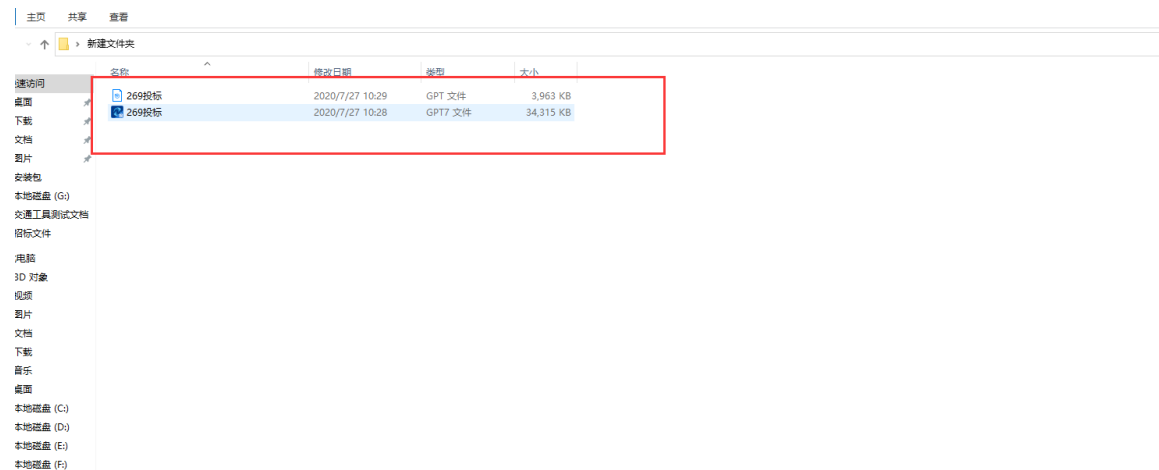 主页 共享 查看
新建文件夹
名称 修改日期 类型 大小
269投标 2020/7/27 10:29 GPT 文件 3,963 KB
269投标 2020/7/27 10:28 GPT7 文件 34,315 KB
速访问
桌面
下载
文档
图片
安装包
本地磁盘 (G:)
交通工具测试文档
招标文件
电脑
3D 对象
视频
图片
文档
下载
音乐
桌面
本地磁盘 (C:)
本地磁盘 (D:)
本地磁盘 (E:)
本地磁盘 (F:)